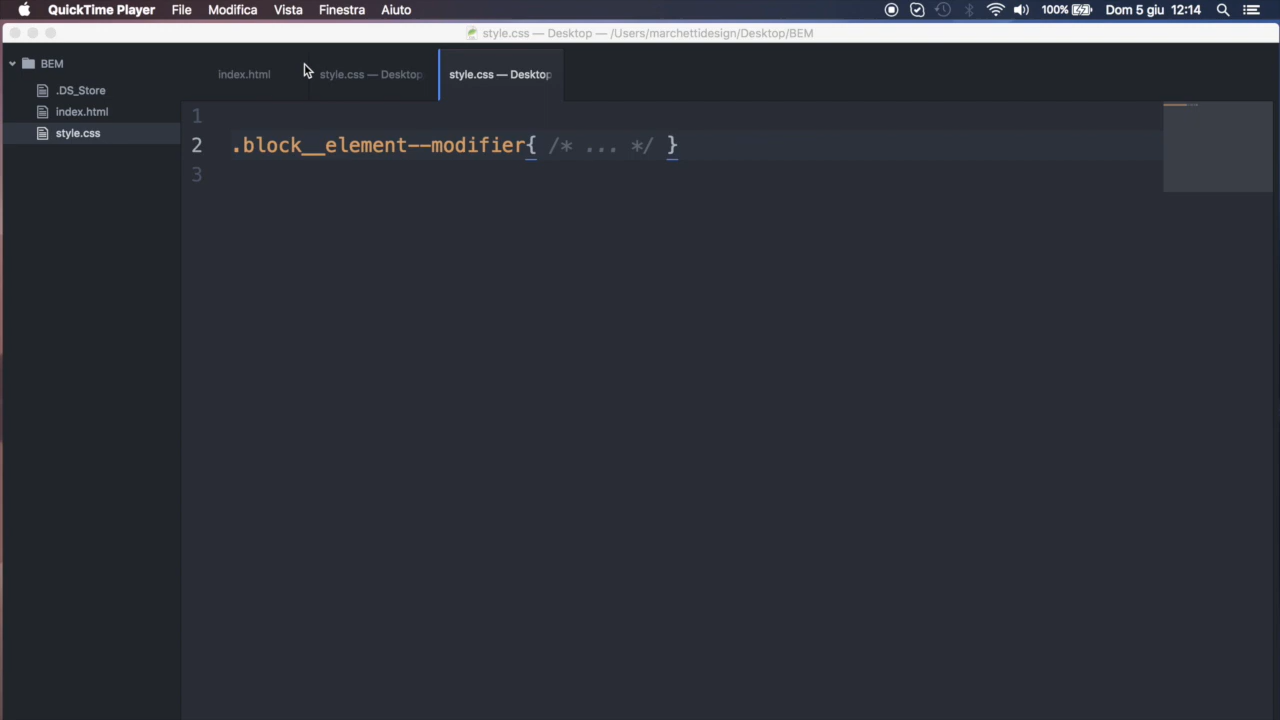 QuickTime Player File Modifica Vista Finestra Aiuto 100% Dom 5 giu 12:14
style.css — Desktop — /Users/marchettidesign/Desktop/BEM
BEM
.DS_Store
index.html
style.css
index.html style.css — Desktop style.css — Desktop
1
2 .block__element--modifier{ /* ... */ }
3